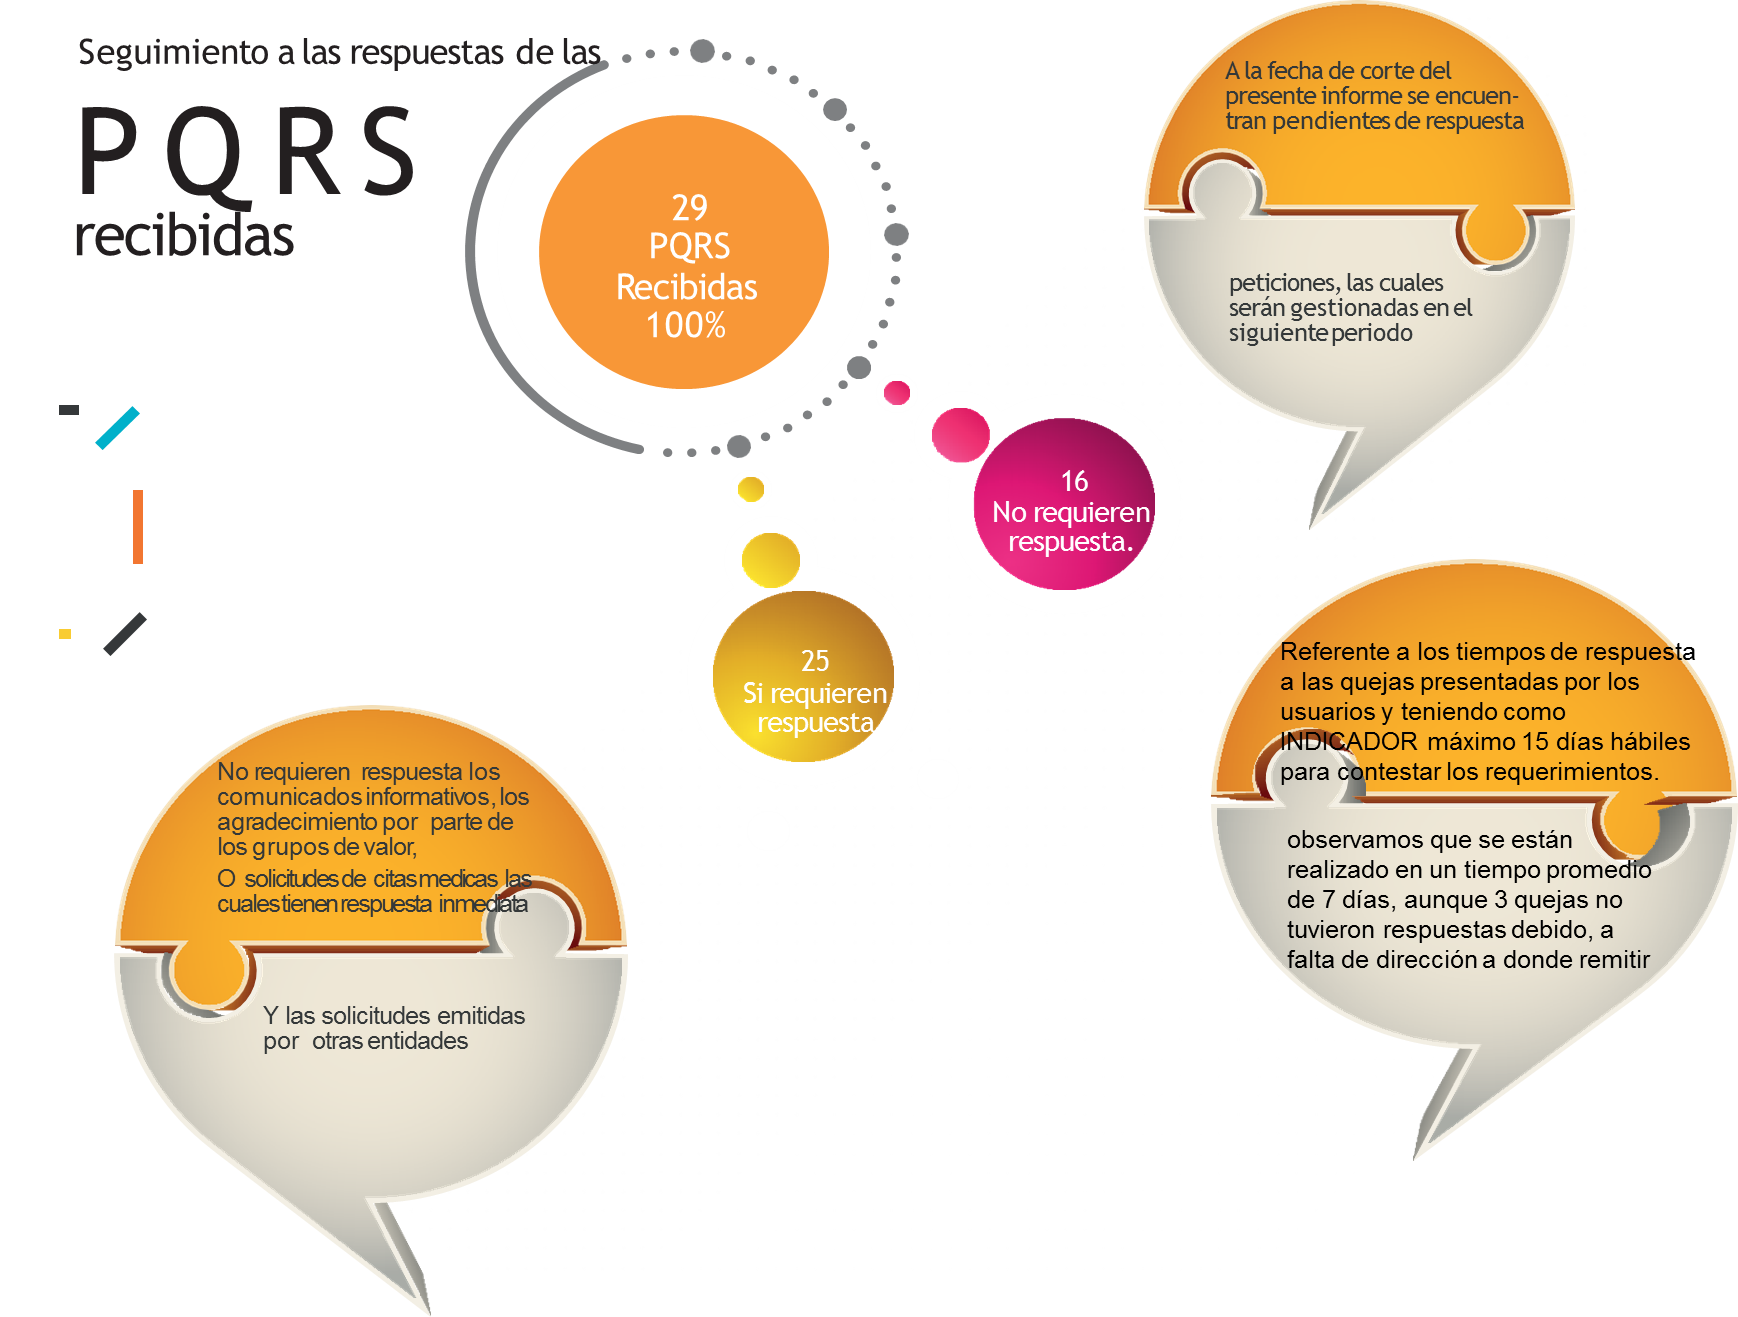 Seguimiento a las respuestas de las
PQRS
recibidas
29
PQRS
Recibidas
100%
16
No requieren
respuesta.
25
Si requieren
respuesta
A la fecha de corte del
presente informe se encuen-
tran pendientes de respuesta
peticiones, las cuales
serán gestionadas en el
siguiente periodo
No requieren respuesta los
comunicados informativos, los
agradecimiento por parte de
los grupos de valor,
O solicitudes de citas medicas las
cuales tienen respuesta inmediata
Y las solicitudes emitidas
por otras entidades
Referente a los tiempos de respuesta
a las quejas presentadas por los
usuarios y teniendo como
INDICADOR máximo 15 días hábiles
para contestar los requerimientos.
observamos que se están
realizado en un tiempo promedio
de 7 días, aunque 3 quejas no
tuvieron respuestas debido, a
falta de dirección a donde remitir